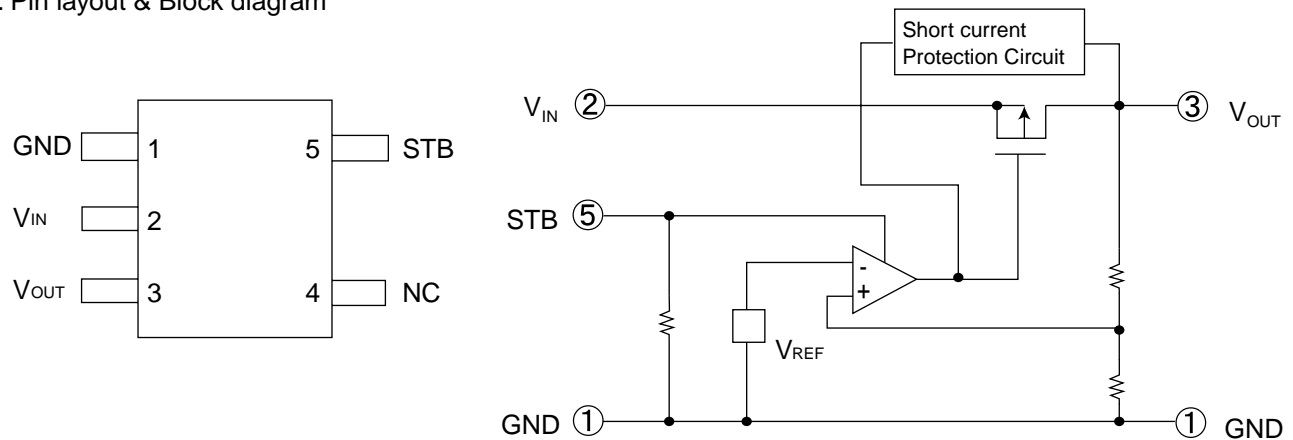 . Pin layout & Block diagram
GND 1 5 STB
VIN 2
VOUT 3 4 NC
Short current
Protection Circuit
VIN ② ③ VOUT
STB ⑤
-
+
VREF
GND ① ① GND